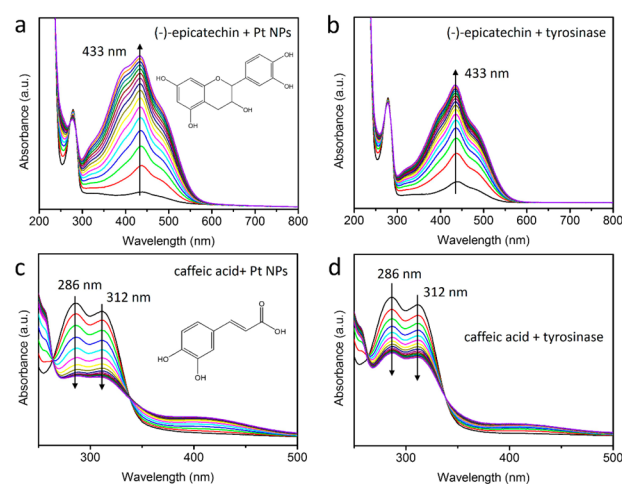 a
(-)-epicatechin + Pt NPs
433 nm
OH
OH
HO
O
OH
OH
Absorbance (a.u.)
200 300 400 500 600 700 800
Wavelength (nm)
b
(-)-epicatechin + tyrosinase
433 nm
Absorbance (a.u.)
200 300 400 500 600 700 800
Wavelength (nm)
c
caffeic acid+ Pt NPs
286 nm
312 nm
O
OH
HO
OH
Absorbance (a.u.)
300 400 500
Wavelength (nm)
d
286 nm
312 nm
caffeic acid + tyrosinase
Absorbance (a.u.)
300 400 500
Wavelength (nm)